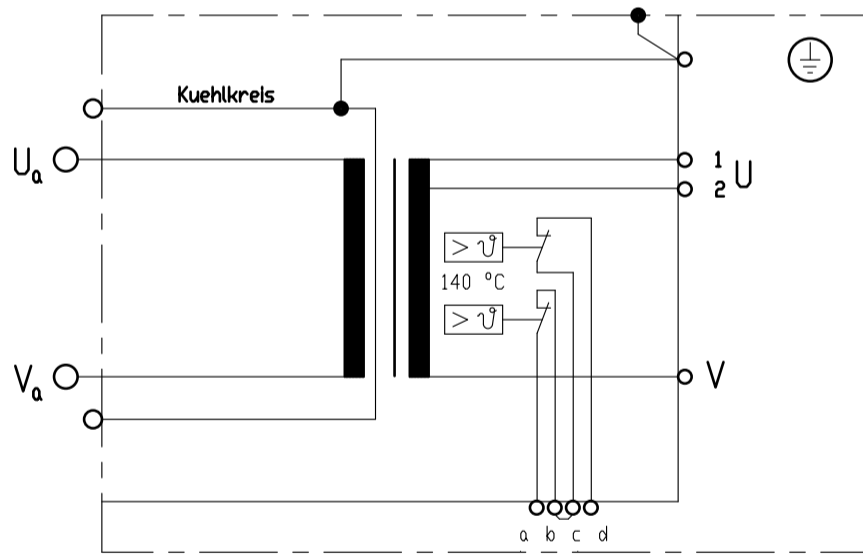 Kuehlkreis
Ua
1
2 U
> ϑ
140 °C
> ϑ
Va
V
a b c d